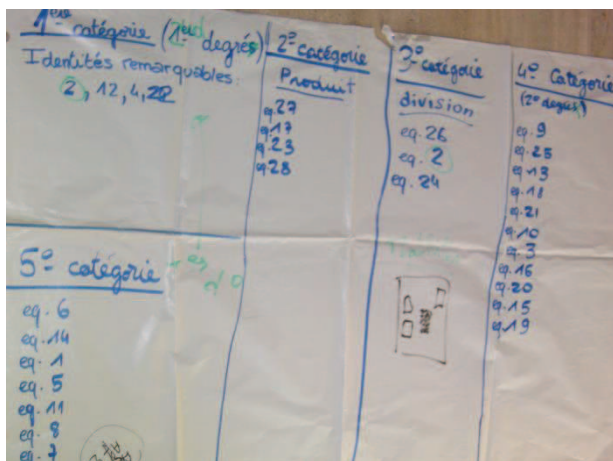 1ère catégorie (1er degrés)
Identités remarquables:
2, 12, 4, 22
2e catégorie
Produit
eq.27
eq.17
eq.23
eq.28
3e catégorie
division
eq.26
eq.2
eq.24
4e Catégorie
(2e degrés)
eq.9
eq.25
eq.13
eq.18
eq.21
eq.10
eq.3
eq.16
eq.20
eq.15
eq.19
5e catégorie
eq.6
eq.14
eq.1
eq.5
eq.11
eq.8
eq.7